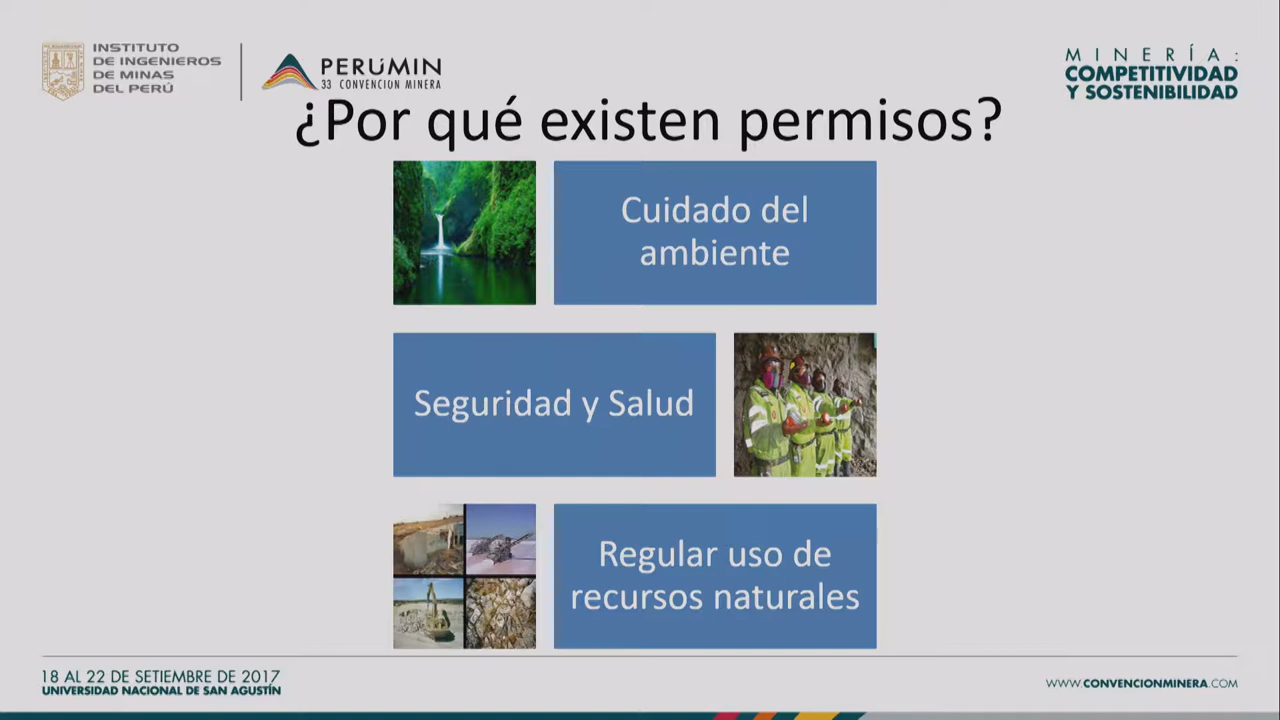 INSTITUTO
DE INGENIEROS
DE MINAS
DEL PERÚ
PERÚMIN
33 CONVENCION MINERA
MINERÍA:
COMPETITIVIDAD
Y SOSTENIBILIDAD
¿Por qué existen permisos?
Cuidado del
ambiente
Seguridad y Salud
Regular uso de
recursos naturales
18 AL 22 DE SETIEMBRE DE 2017
UNIVERSIDAD NACIONAL DE SAN AGUSTÍN
WWW.CONVENCIONMINERA.COM